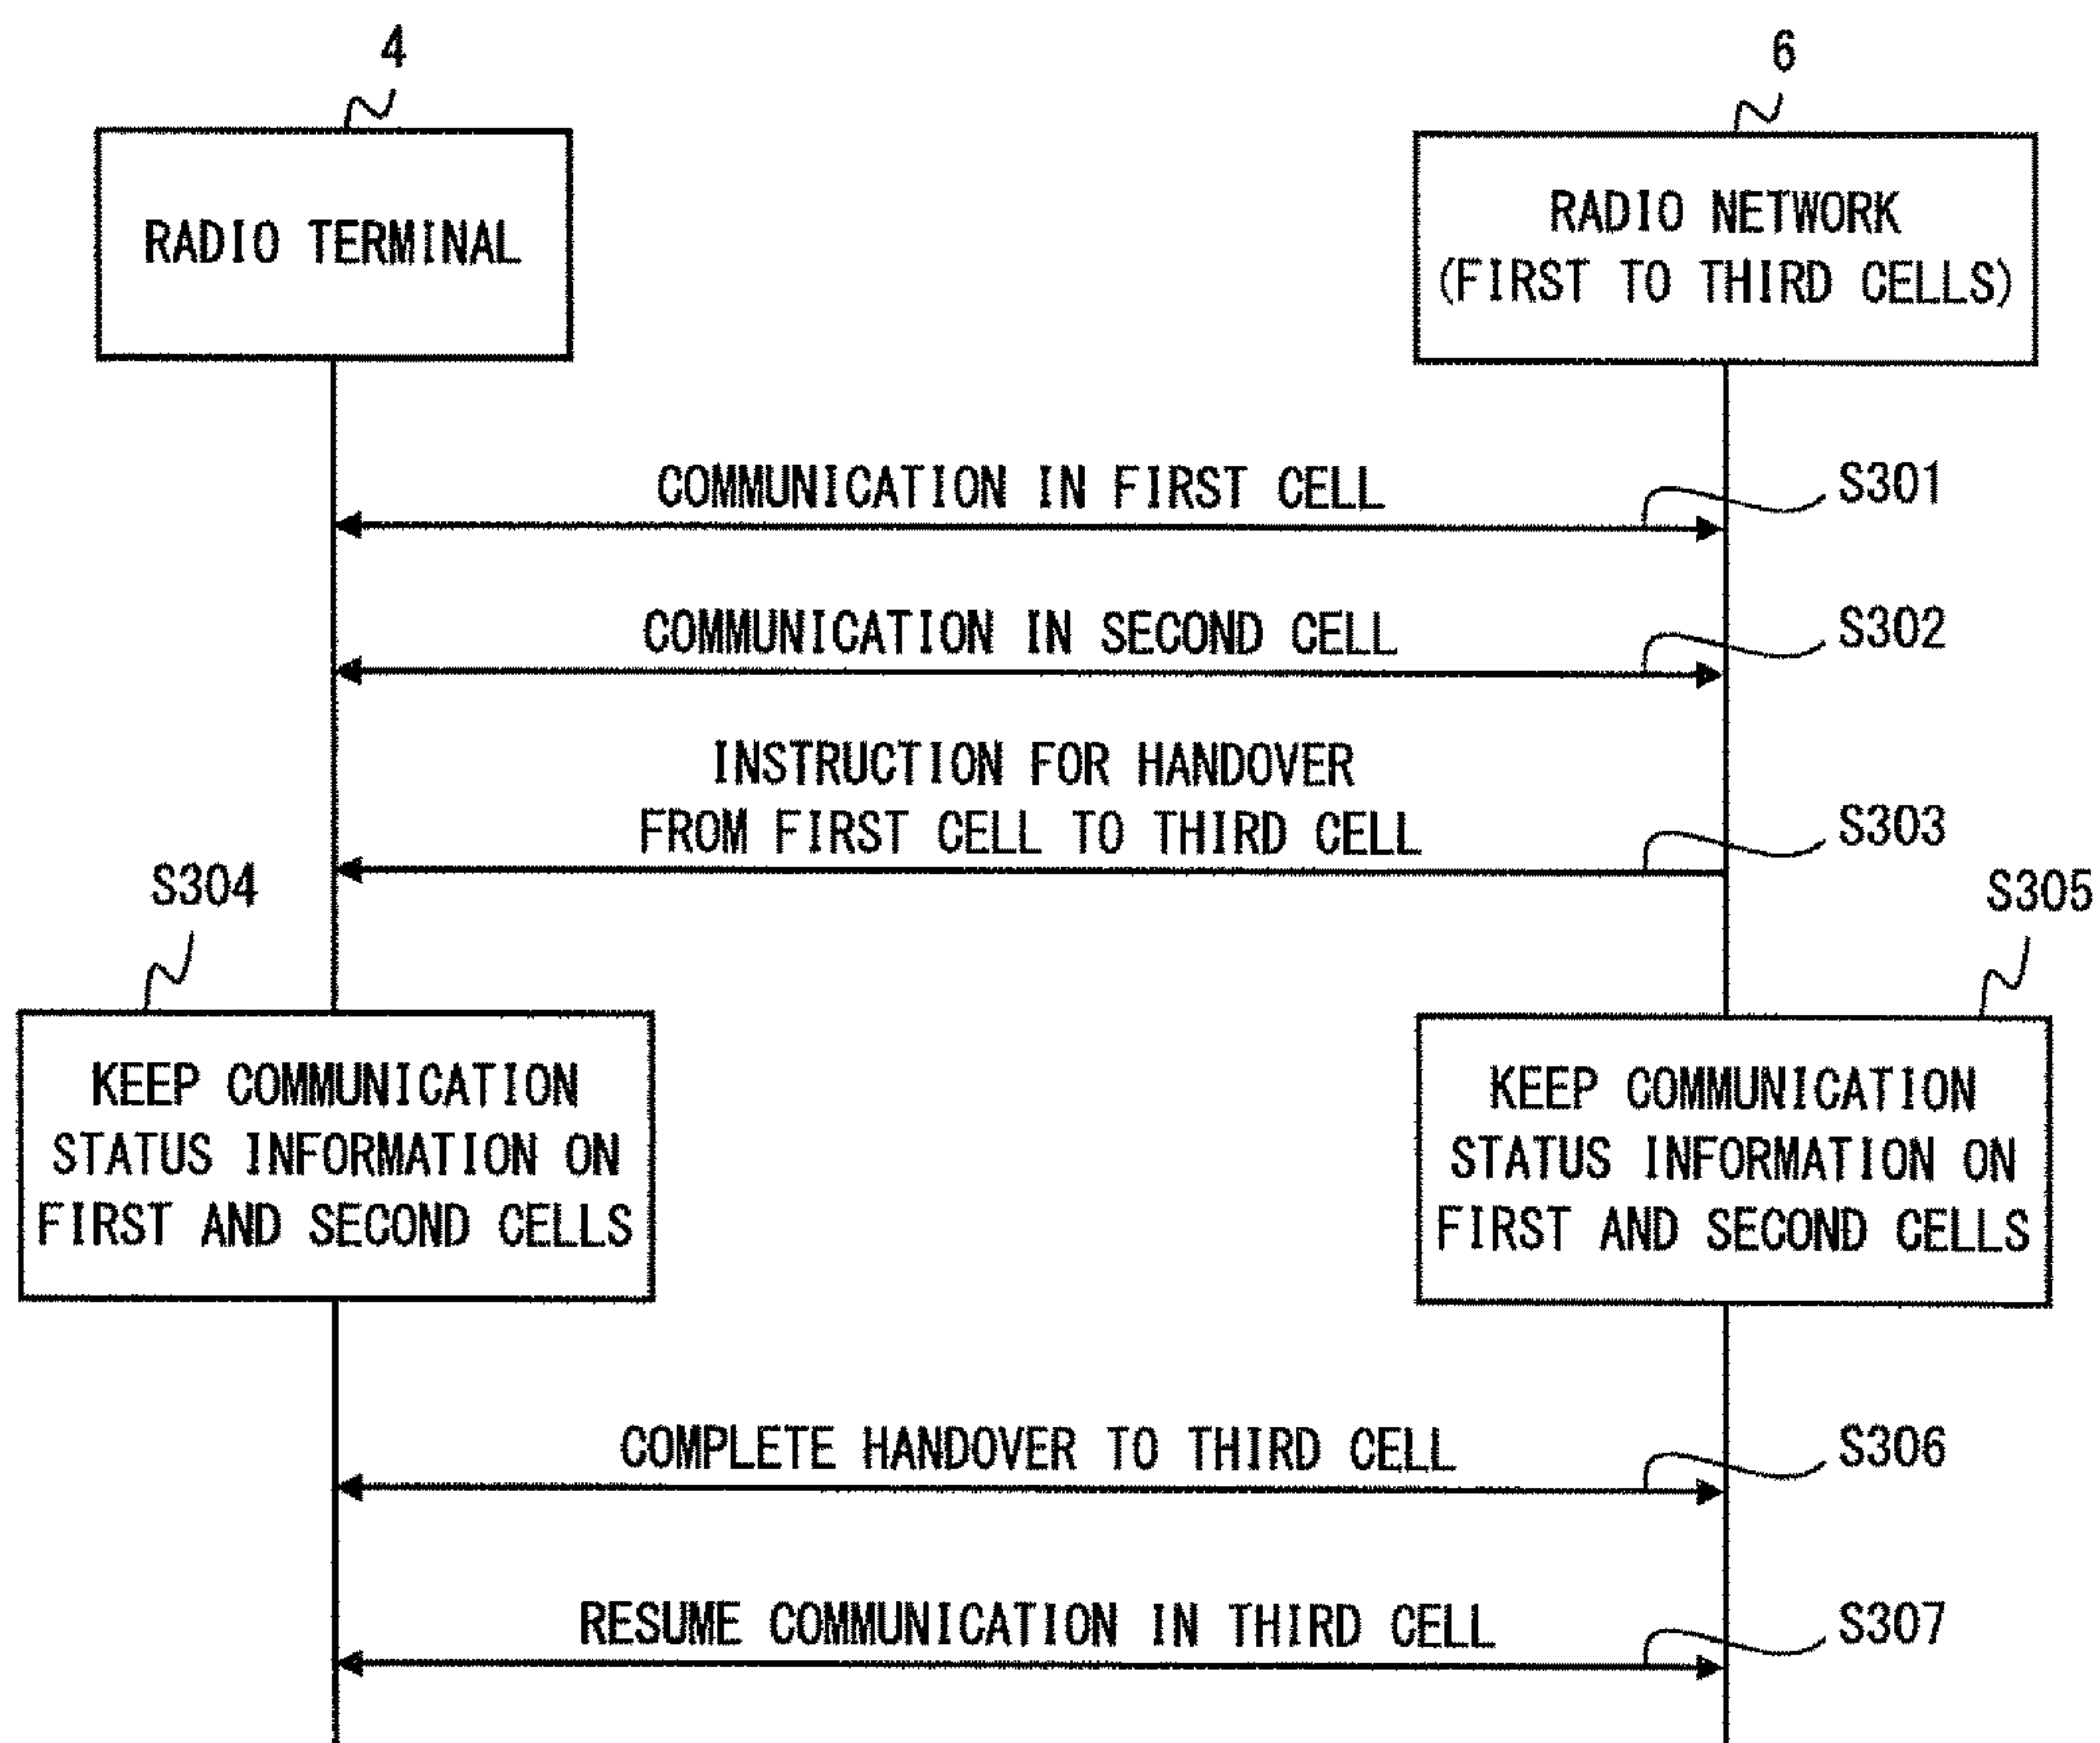 4
6
RADIO TERMINAL
RADIO NETWORK
(FIRST TO THIRD CELLS)
COMMUNICATION IN FIRST CELL
S301
COMMUNICATION IN SECOND CELL
S302
INSTRUCTION FOR HANDOVER
FROM FIRST CELL TO THIRD CELL
S303
S304
S305
KEEP COMMUNICATION
STATUS INFORMATION ON
FIRST AND SECOND CELLS
KEEP COMMUNICATION
STATUS INFORMATION ON
FIRST AND SECOND CELLS
COMPLETE HANDOVER TO THIRD CELL
S306
RESUME COMMUNICATION IN THIRD CELL
S307